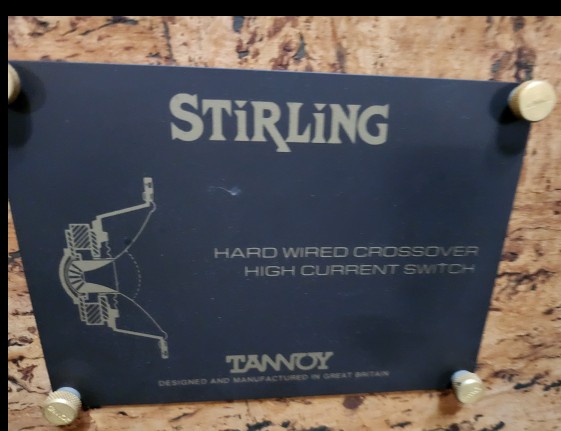 STiRLiNG
HARD WIRED CROSSOVER
HIGH CURRENT SWITCH
TANNOY
DESIGNED AND MANUFACTURED IN GREAT BRITAIN